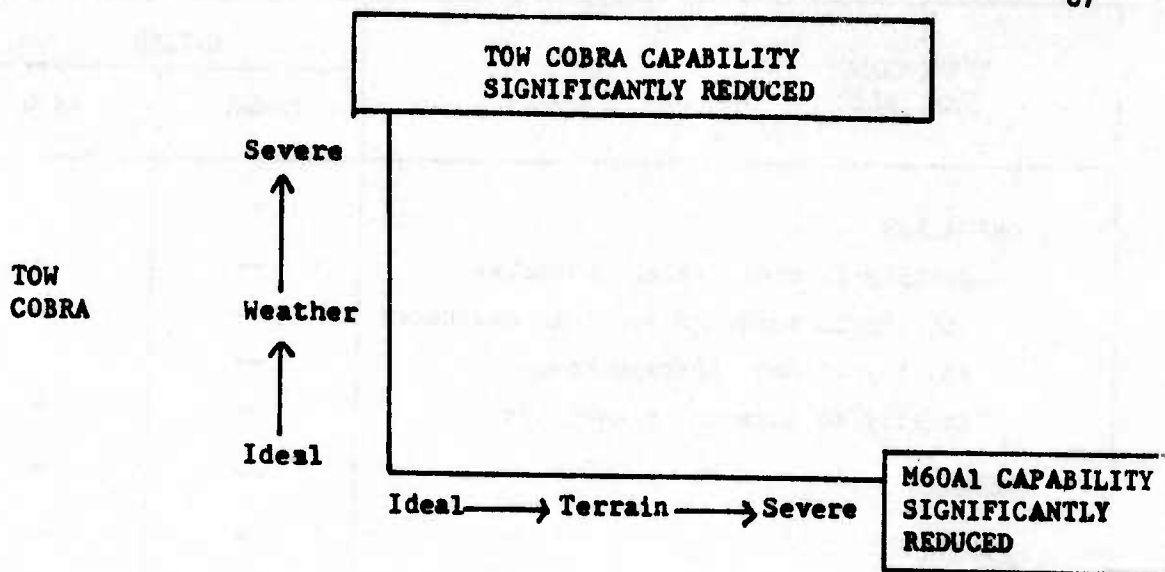 TOW COBRA CAPABILITY
SIGNIFICANTLY REDUCED
Severe
TOW
COBRA
Weather
Ideal
Ideal → Terrain → Severe
M60A1 CAPABILITY
SIGNIFICANTLY
REDUCED